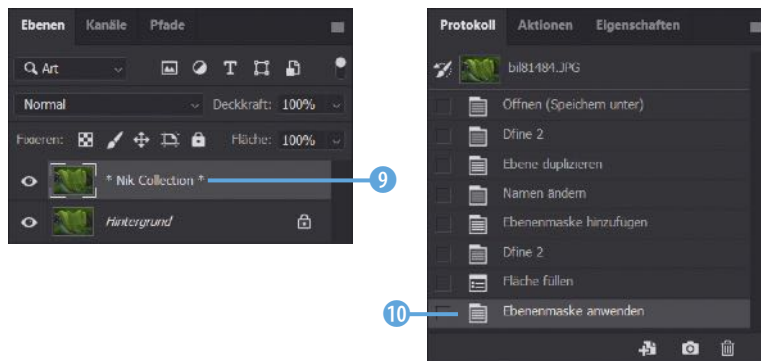 Ebenen Kanäle Pfade
Art
Normal Deckkraft: 100%
Fixieren: Fläche: 100%
* Nik Collection *
9
Hintergrund
Protokoll Aktionen Eigenschaften
bil81484.JPG
Öffnen (Speichern unter)
Dfine 2
Ebene duplizieren
Namen ändern
Ebenenmaske hinzufügen
Dfine 2
Fläche füllen
10
Ebenenmaske anwenden